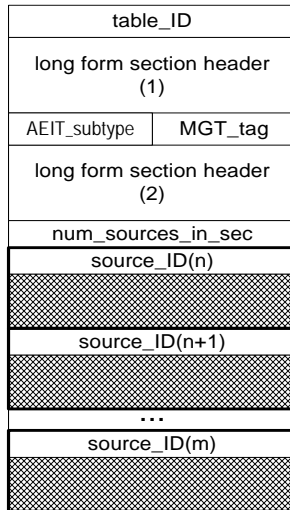 table_ID
long form section header
(1)
AEIT_subtype MGT_tag
long form section header
(2)
num_sources_in_sec
source_ID(n)
source_ID(n+1)
...
source_ID(m)